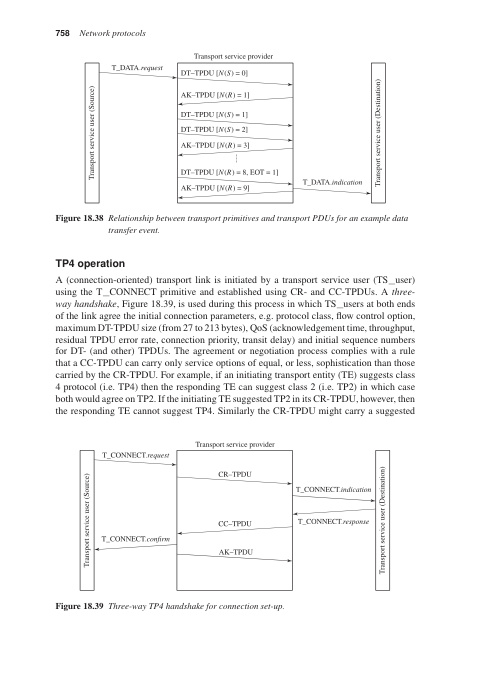 758 Network protocols
Transport service provider
T_DATA.request
DT–TPDU [N(S) = 0]
AK–TPDU [N(R) = 1]
DT–TPDU [N(S) = 1]
DT–TPDU [N(S) = 2]
AK–TPDU [N(R) = 3]
DT–TPDU [N(R) = 8, EOT = 1]
AK–TPDU [N(R) = 9]
T_DATA.indication
Transport service user (Source)
Transport service user (Destination)
Figure 18.38 Relationship between transport primitives and transport PDUs for an example data
transfer event.
TP4 operation
A (connection-oriented) transport link is initiated by a transport service user (TS_user)
using the T_CONNECT primitive and established using CR- and CC-TPDUs. A three-
way handshake, Figure 18.39, is used during this process in which TS_users at both ends
of the link agree the initial connection parameters, e.g. protocol class, flow control option,
maximum DT-TPDU size (from 27 to 213 bytes), QoS (acknowledgement time, throughput,
residual TPDU error rate, connection priority, transit delay) and initial sequence numbers
for DT- (and other) TPDUs. The agreement or negotiation process complies with a rule
that a CC-TPDU can carry only service options of equal, or less, sophistication than those
carried by the CR-TPDU. For example, if an initiating transport entity (TE) suggests class
4 protocol (i.e. TP4) then the responding TE can suggest class 2 (i.e. TP2) in which case
both would agree on TP2. If the initiating TE suggested TP2 in its CR-TPDU, however, then
the responding TE cannot suggest TP4. Similarly the CR-TPDU might carry a suggested
Transport service provider
T_CONNECT.request
CR–TPDU
T_CONNECT.indication
CC–TPDU
T_CONNECT.response
T_CONNECT.confirm
AK–TPDU
Transport service user (Source)
Transport service user (Destination)
Figure 18.39 Three-way TP4 handshake for connection set-up.